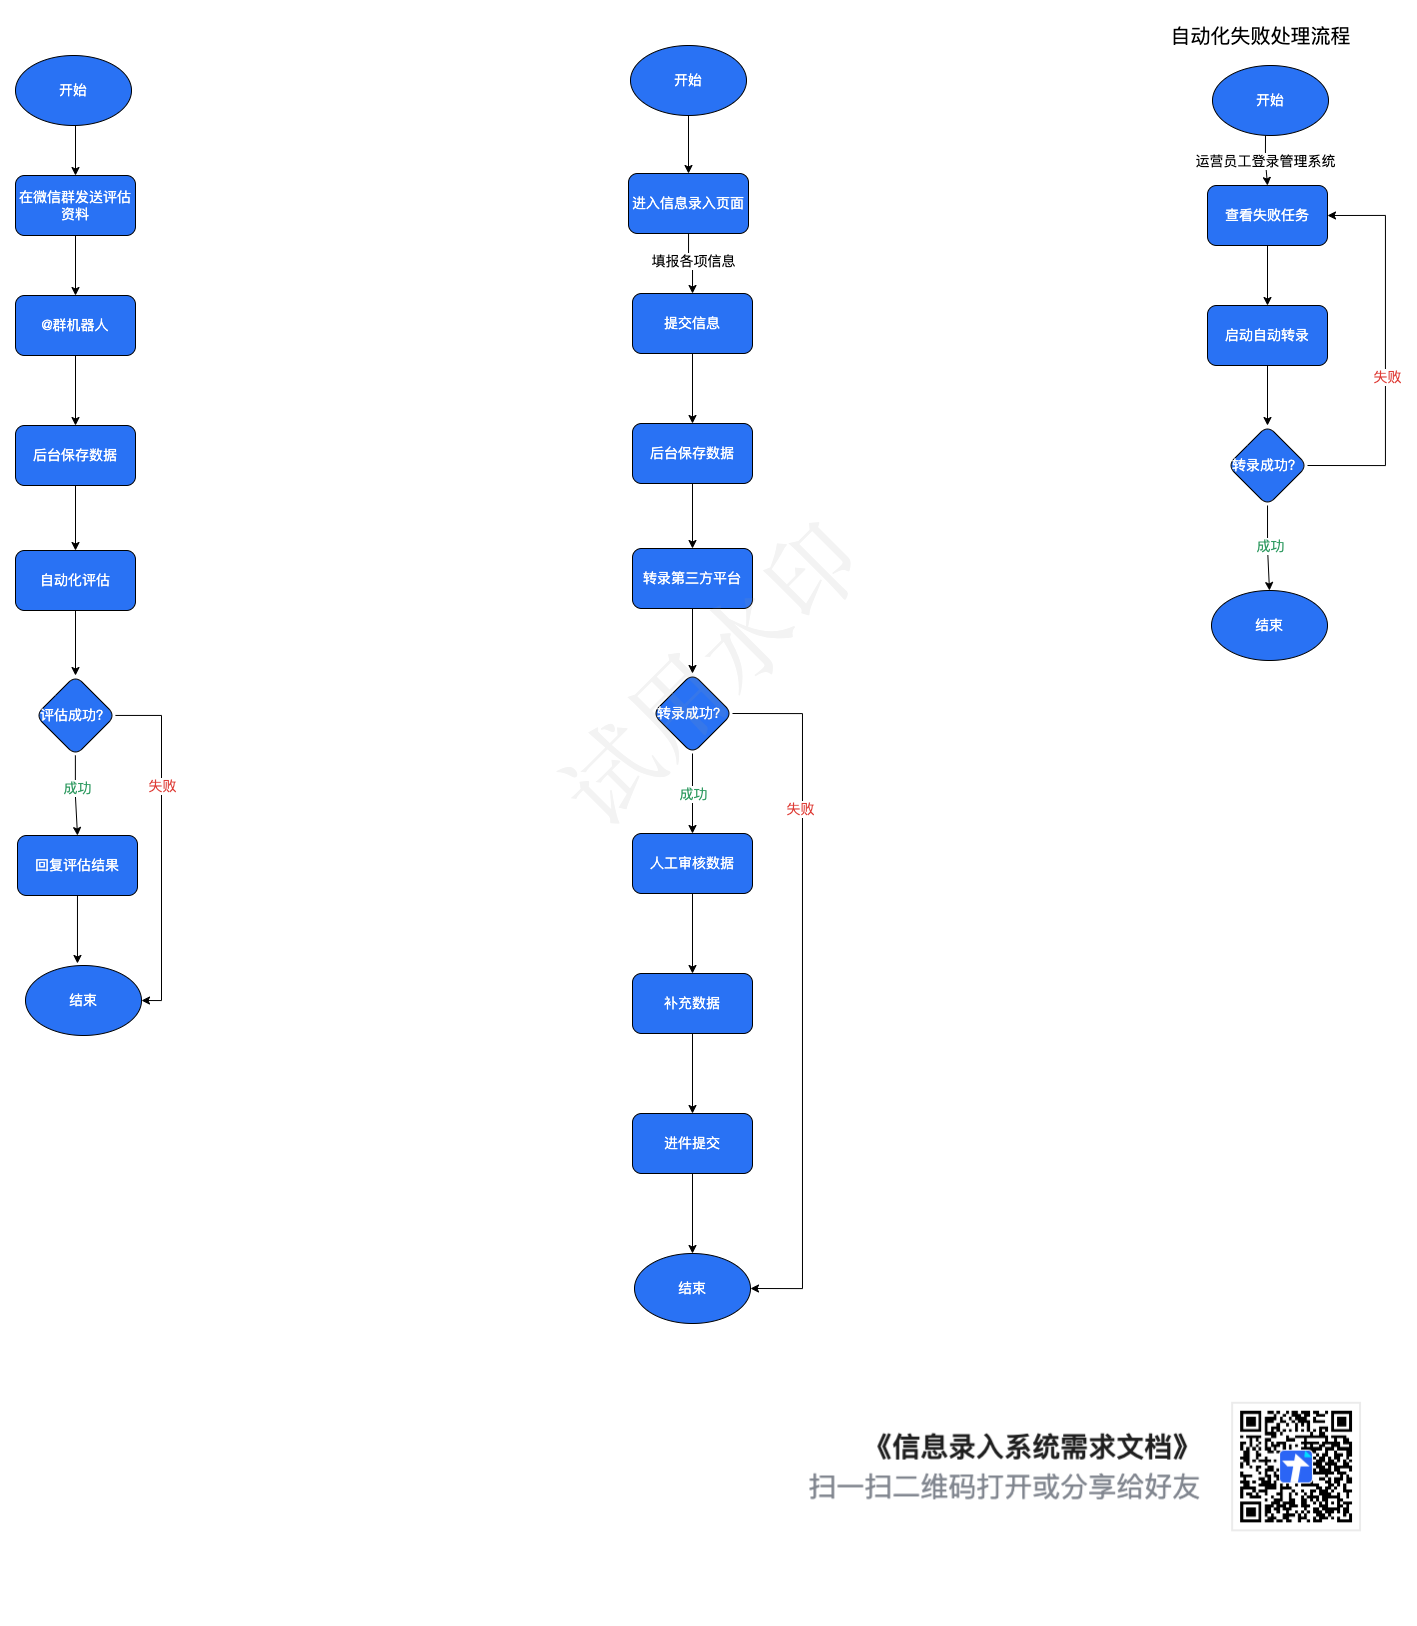 开始
在微信群发送评估
资料
@群机器人
后台保存数据
自动化评估
评估成功?
成功
失败
回复评估结果
结束
开始
进入信息录入页面
填报各项信息
提交信息
后台保存数据
转录第三方平台
转录成功?
成功
失败
人工审核数据
补充数据
进件提交
结束
自动化失败处理流程
开始
运营员工登录管理系统
查看失败任务
启动自动转录
转录成功?
失败
成功
结束
试用水印
《信息录入系统需求文档》
扫一扫二维码打开或分享给好友